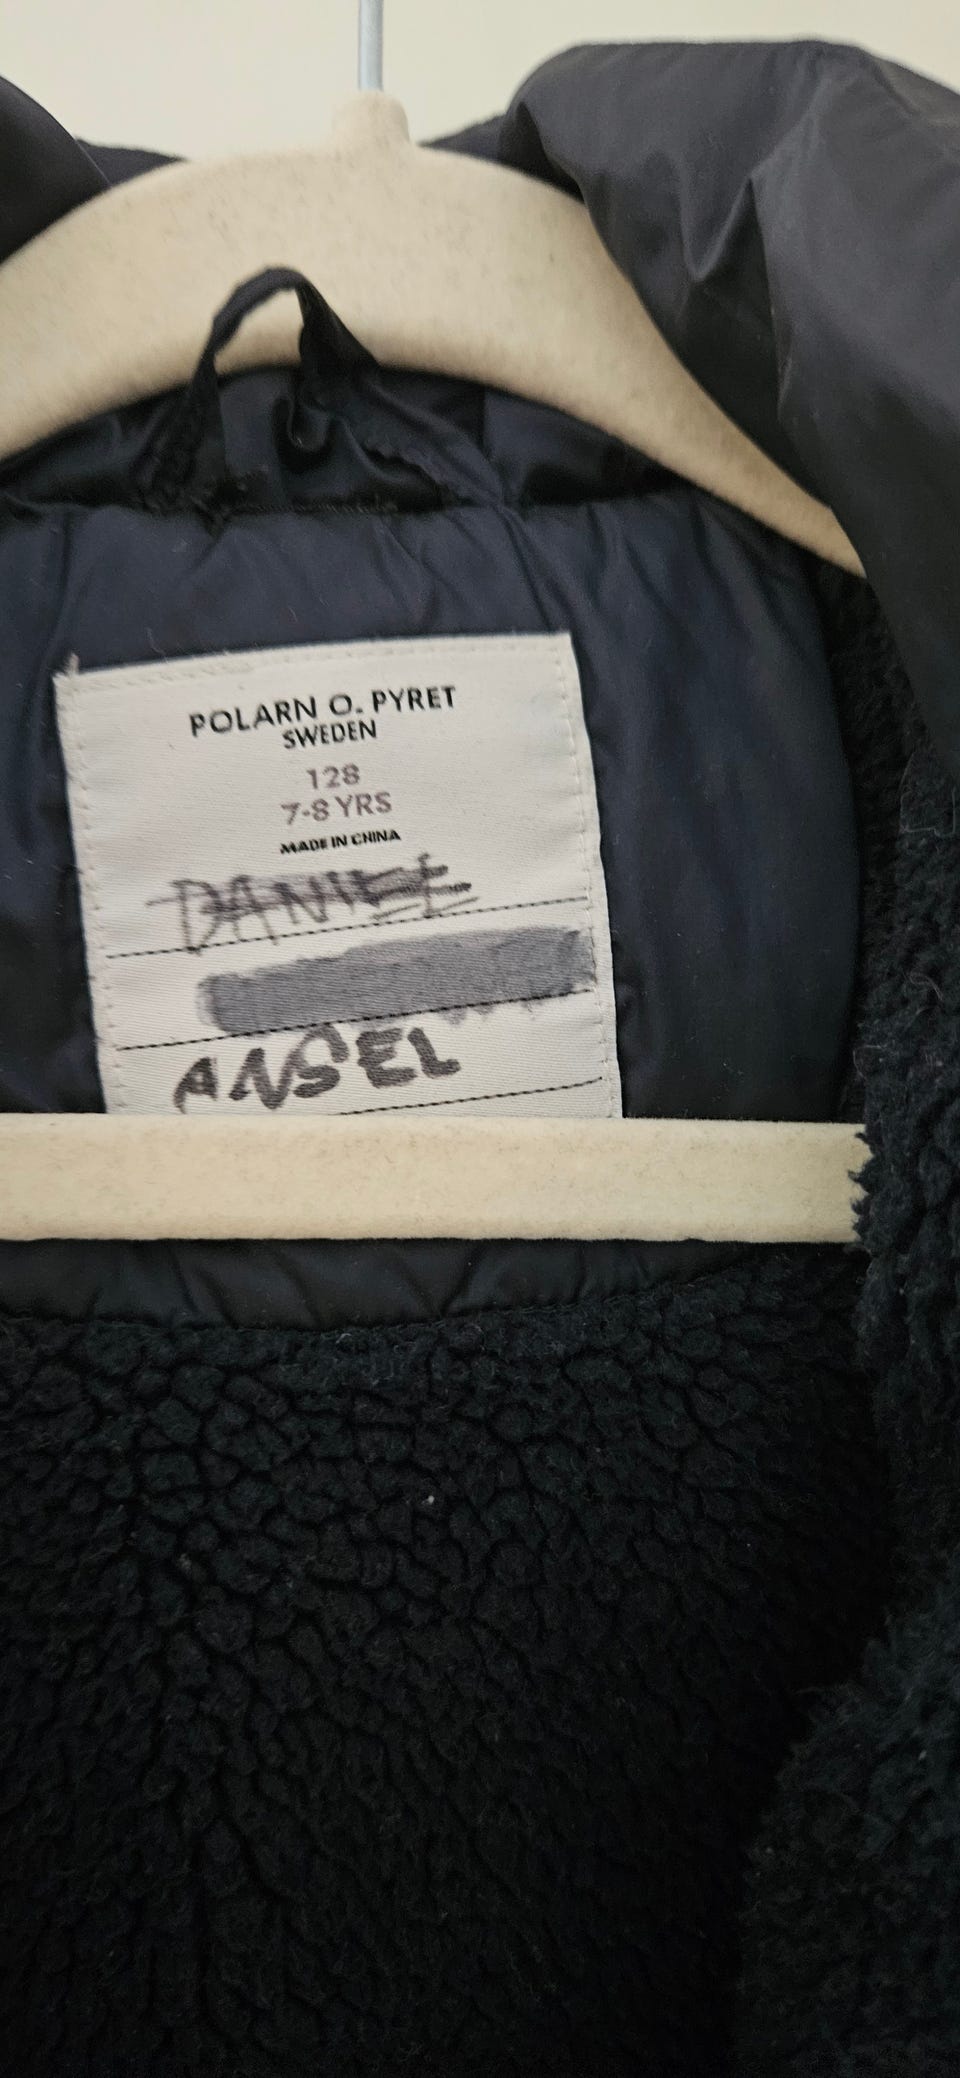 POLARN O. PYRET
SWEDEN
128
7-8 YRS
MADE IN CHINA
DANIEL
ANSEL